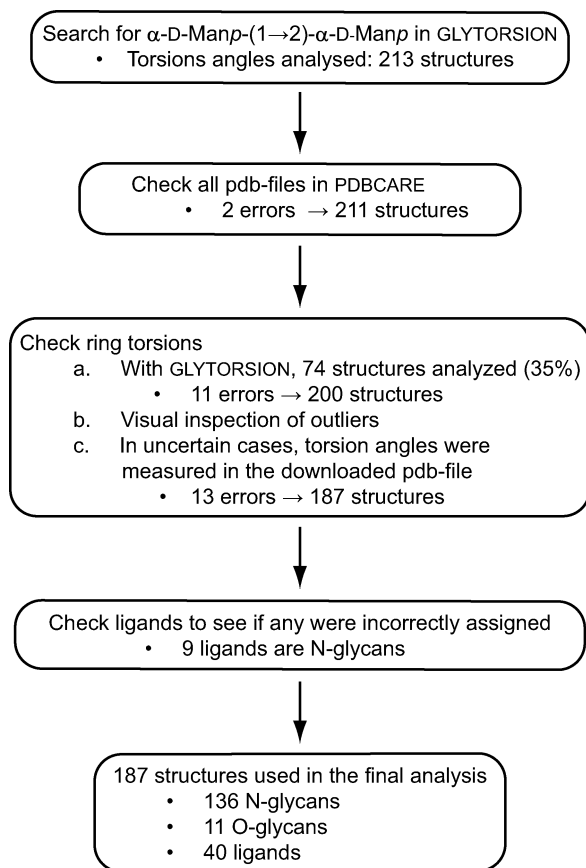 Search for α-D-Manp-(1→2)-α-D-Manp in GLYTORSION
• Torsions angles analysed: 213 structures
Check all pdb-files in PDBCARE
• 2 errors → 211 structures
Check ring torsions
a. With GLYTORSION, 74 structures analyzed (35%)
• 11 errors → 200 structures
b. Visual inspection of outliers
c. In uncertain cases, torsion angles were
measured in the downloaded pdb-file
• 13 errors → 187 structures
Check ligands to see if any were incorrectly assigned
• 9 ligands are N-glycans
187 structures used in the final analysis
• 136 N-glycans
• 11 O-glycans
• 40 ligands